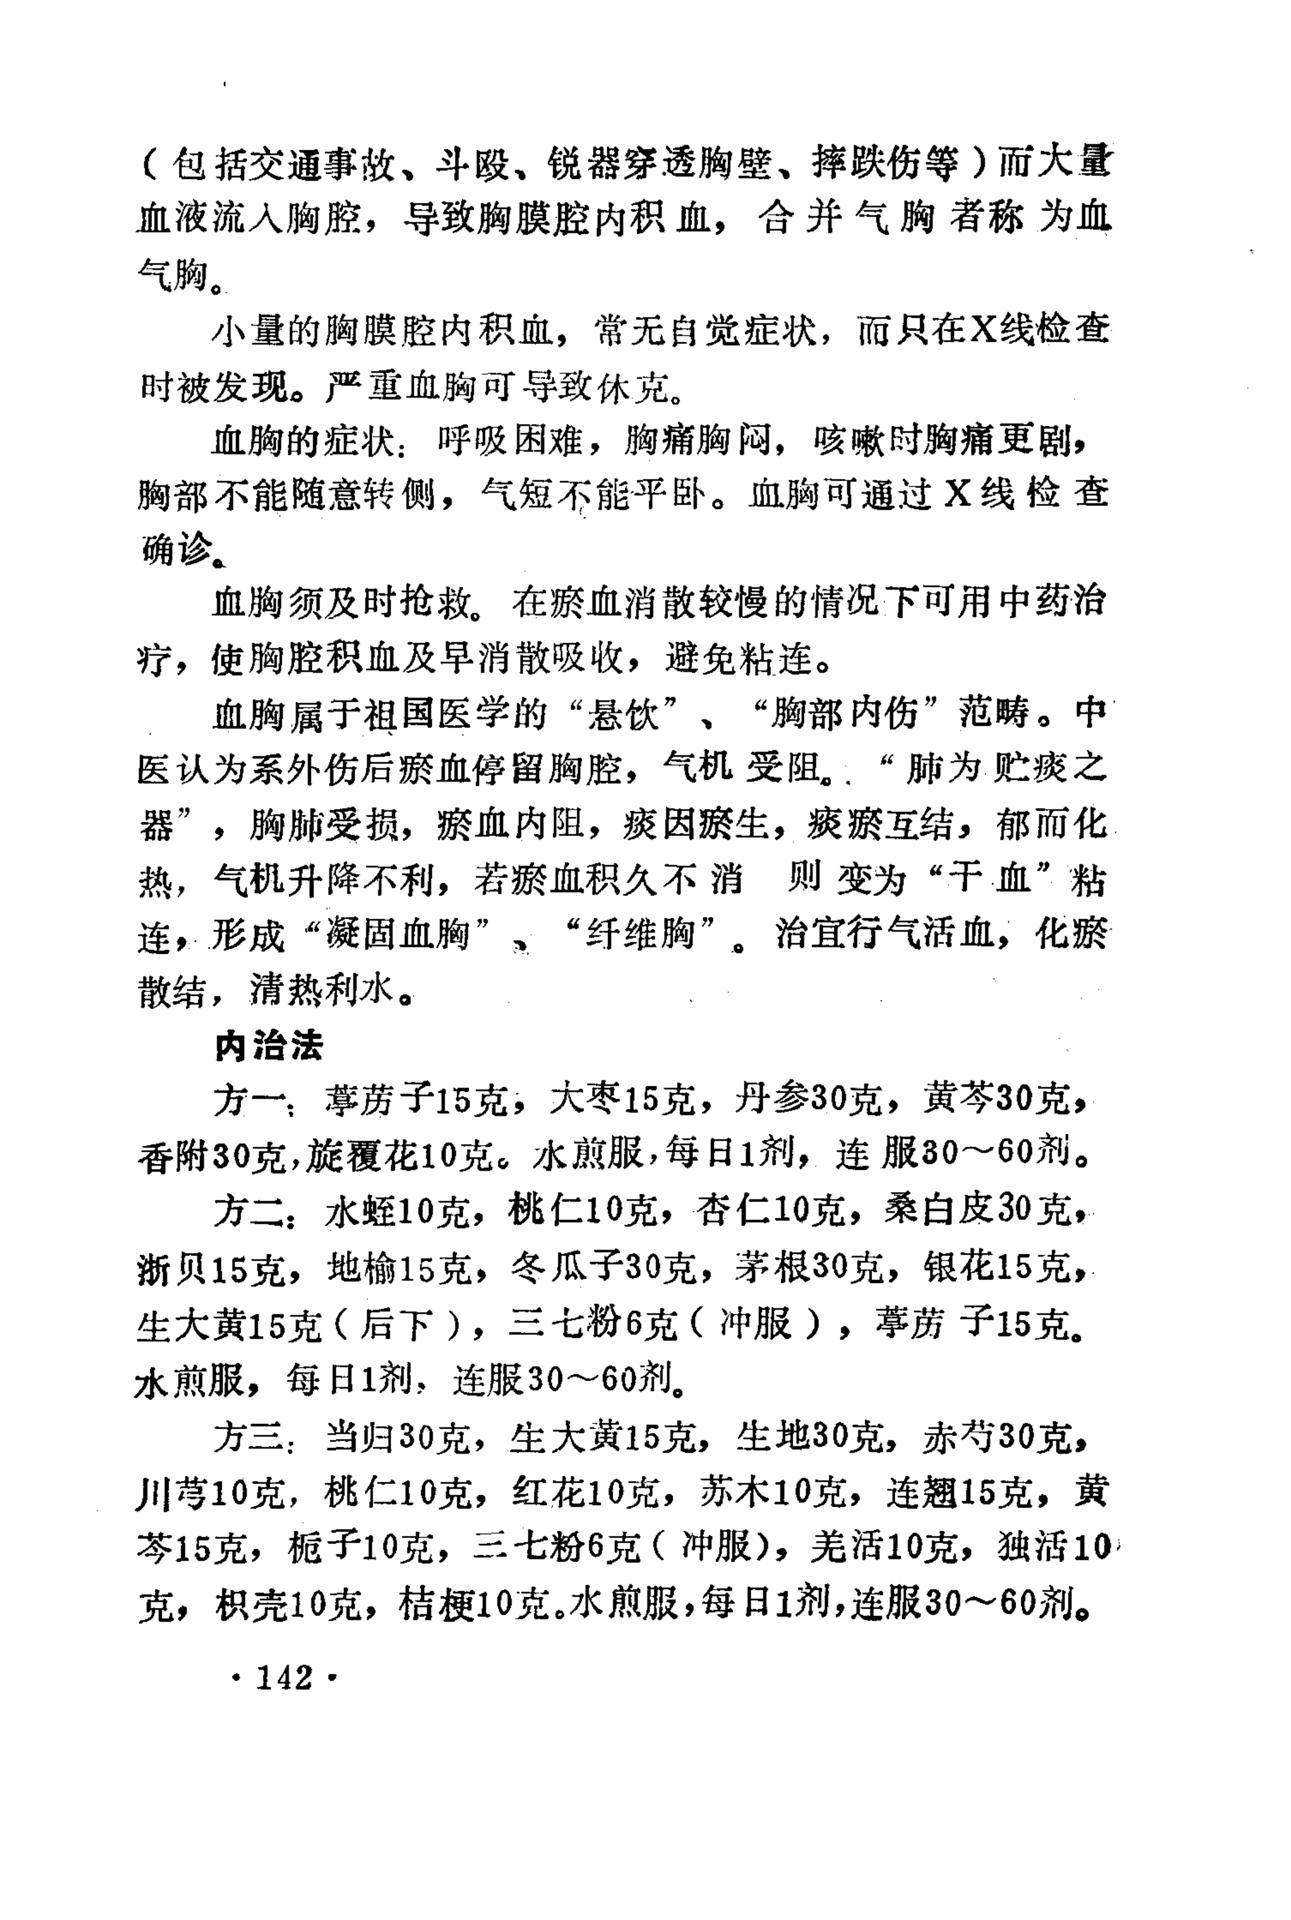 （包括交通事故、斗殴、锐器穿透胸壁、摔跌伤等）而大量
血液流入胸腔，导致胸膜腔内积血，合并气胸者称为血
气胸。
小量的胸膜腔内积血，常无自觉症状，而只在X线检查
时被发现。严重血胸可导致休克。
血胸的症状：呼吸困难，胸痛胸闷，咳嗽时胸痛更剧，
胸部不能随意转侧，气短不能平卧。血胸可通过X线检查
确诊。
血胸须及时抢救。在瘀血消散较慢的情况下可用中药治
疗，使胸腔积血及早消散吸收，避免粘连。
血胸属于祖国医学的“悬饮”、“胸部内伤”范畴。中
医认为系外伤后瘀血停留胸腔，气机受阻。“肺为贮痰之
器”，胸肺受损，瘀血内阻，痰因瘀生，痰瘀互结，郁而化
热，气机升降不利，若瘀血积久不消 则变为“干血”粘
连，形成“凝固血胸”、“纤维胸”。治宜行气活血，化瘀
散结，清热利水。
内治法
方一：葶苈子15克，大枣15克，丹参30克，黄芩30克，
香附30克，旋覆花10克。水煎服，每日1剂，连服30～60剂。
方二：水蛭10克，桃仁10克，杏仁10克，桑白皮30克，
浙贝15克，地榆15克，冬瓜子30克，茅根30克，银花15克，
生大黄15克（后下），三七粉6克（冲服），葶苈子15克。
水煎服，每日1剂，连服30～60剂。
方三：当归30克，生大黄15克，生地30克，赤芍30克，
川芎10克，桃仁10克，红花10克，苏木10克，连翘15克，黄
芩15克，栀子10克，三七粉6克（冲服），羌活10克，独活10
克，枳壳10克，桔梗10克。水煎服，每日1剂，连服30～60剂。
·142·